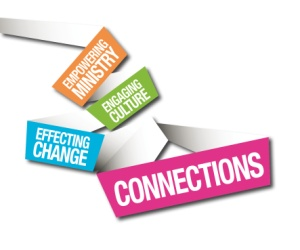 EMPOWERING
MINISTRY
ENGAGING
CULTURE
EFFECTING
CHANGE
CONNECTIONS